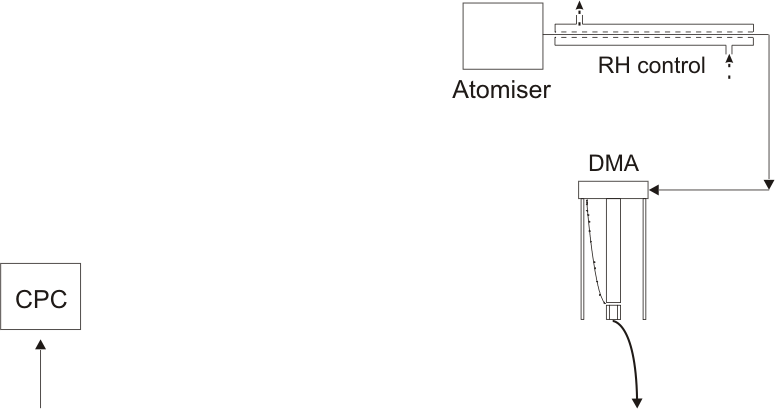 RH control
Atomiser
DMA
CPC